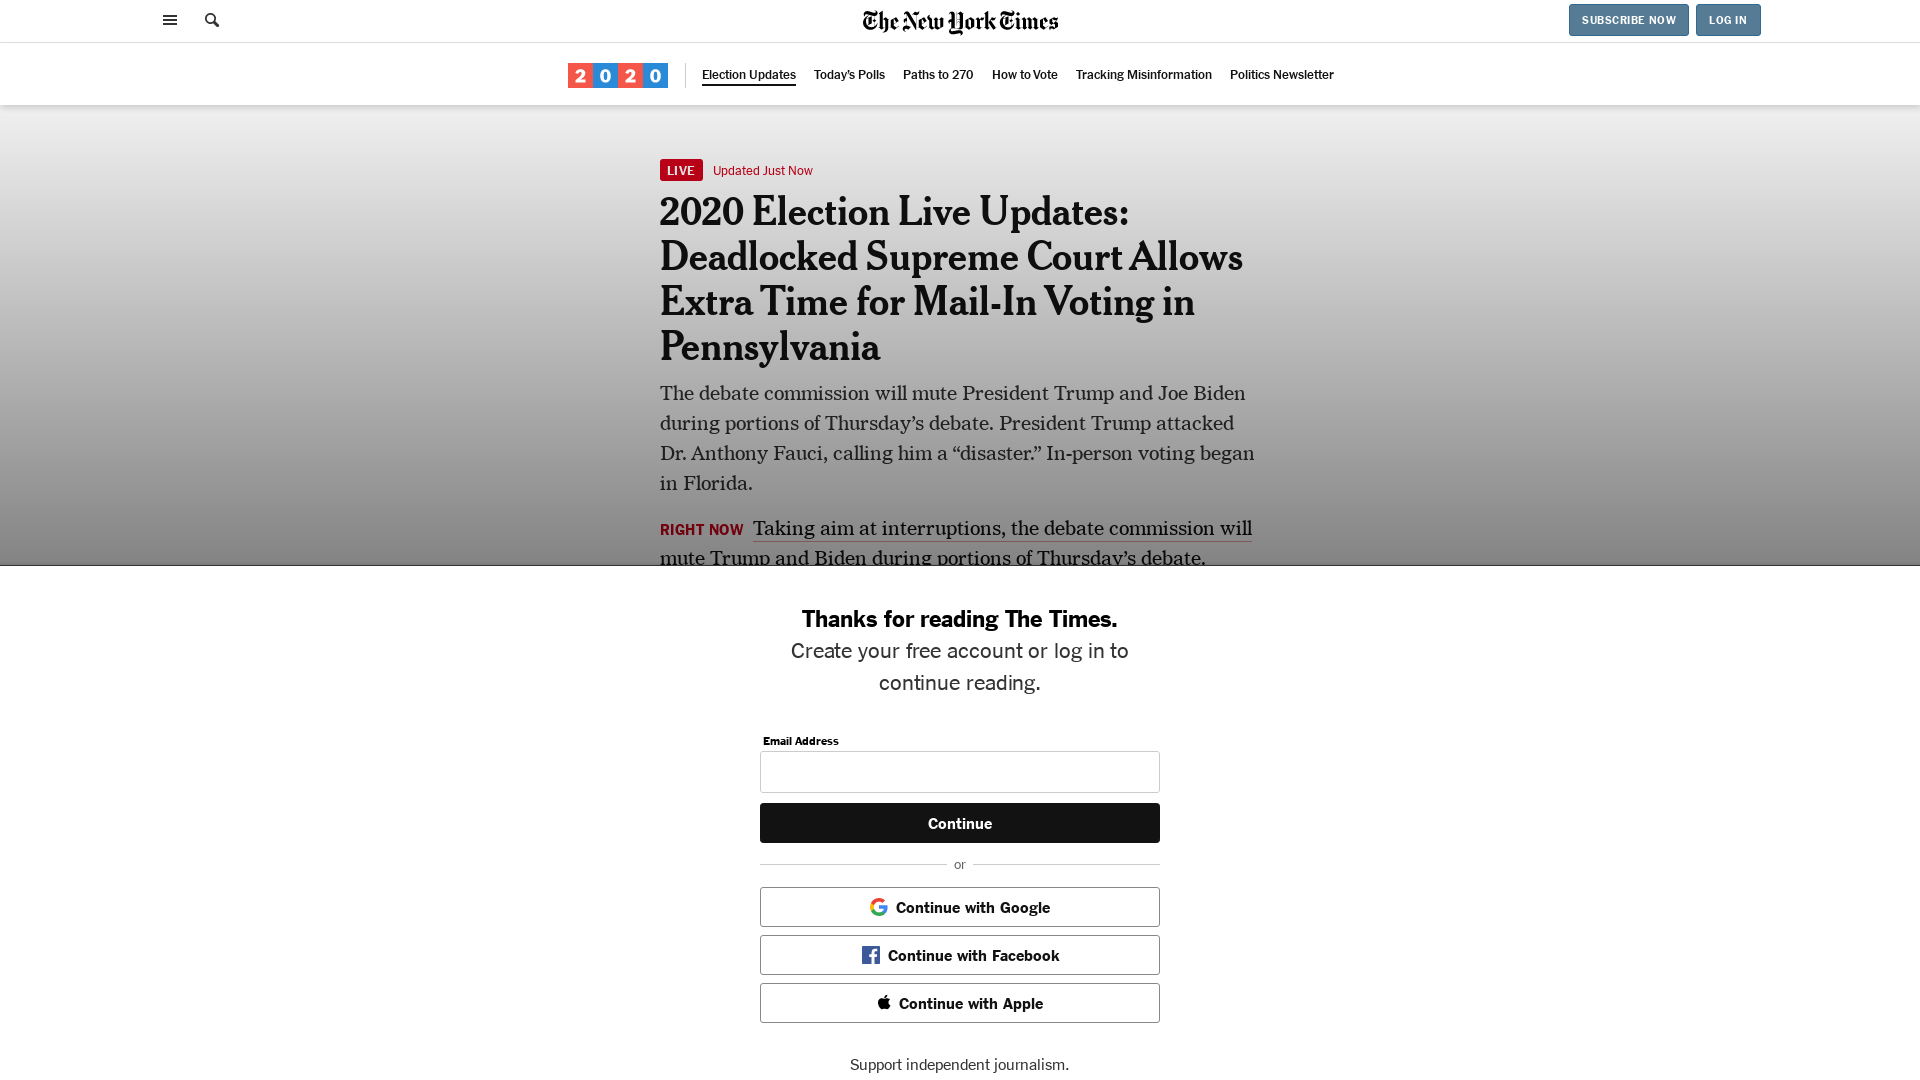 The New York Times
SUBSCRIBE NOW
LOG IN
2020
Election Updates
Today's Polls
Paths to 270
How to Vote
Tracking Misinformation
Politics Newsletter
LIVE Updated Just Now
2020 Election Live Updates:
Deadlocked Supreme Court Allows
Extra Time for Mail-In Voting in
Pennsylvania
The debate commission will mute President Trump and Joe Biden
during portions of Thursday’s debate. President Trump attacked
Dr. Anthony Fauci, calling him a “disaster.” In-person voting began
in Florida.
RIGHT NOW Taking aim at interruptions, the debate commission will
mute Trump and Biden during portions of Thursday’s debate.
Thanks for reading The Times.
Create your free account or log in to
continue reading.
Email Address
Continue
or
Continue with Google
Continue with Facebook
Continue with Apple
Support independent journalism.